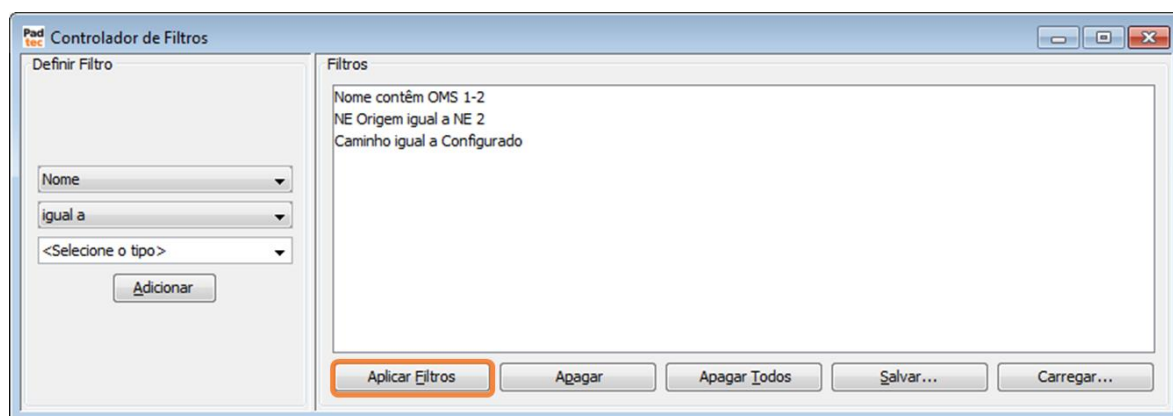 Pad
tec
Controlador de Filtros
Definir Filtro
Nome
igual a
<Selecione o tipo>
Adicionar
Filtros
Nome contêm OMS 1-2
NE Origem igual a NE 2
Caminho igual a Configurado
Aplicar Filtros
Apagar
Apagar Todos
Salvar...
Carregar...